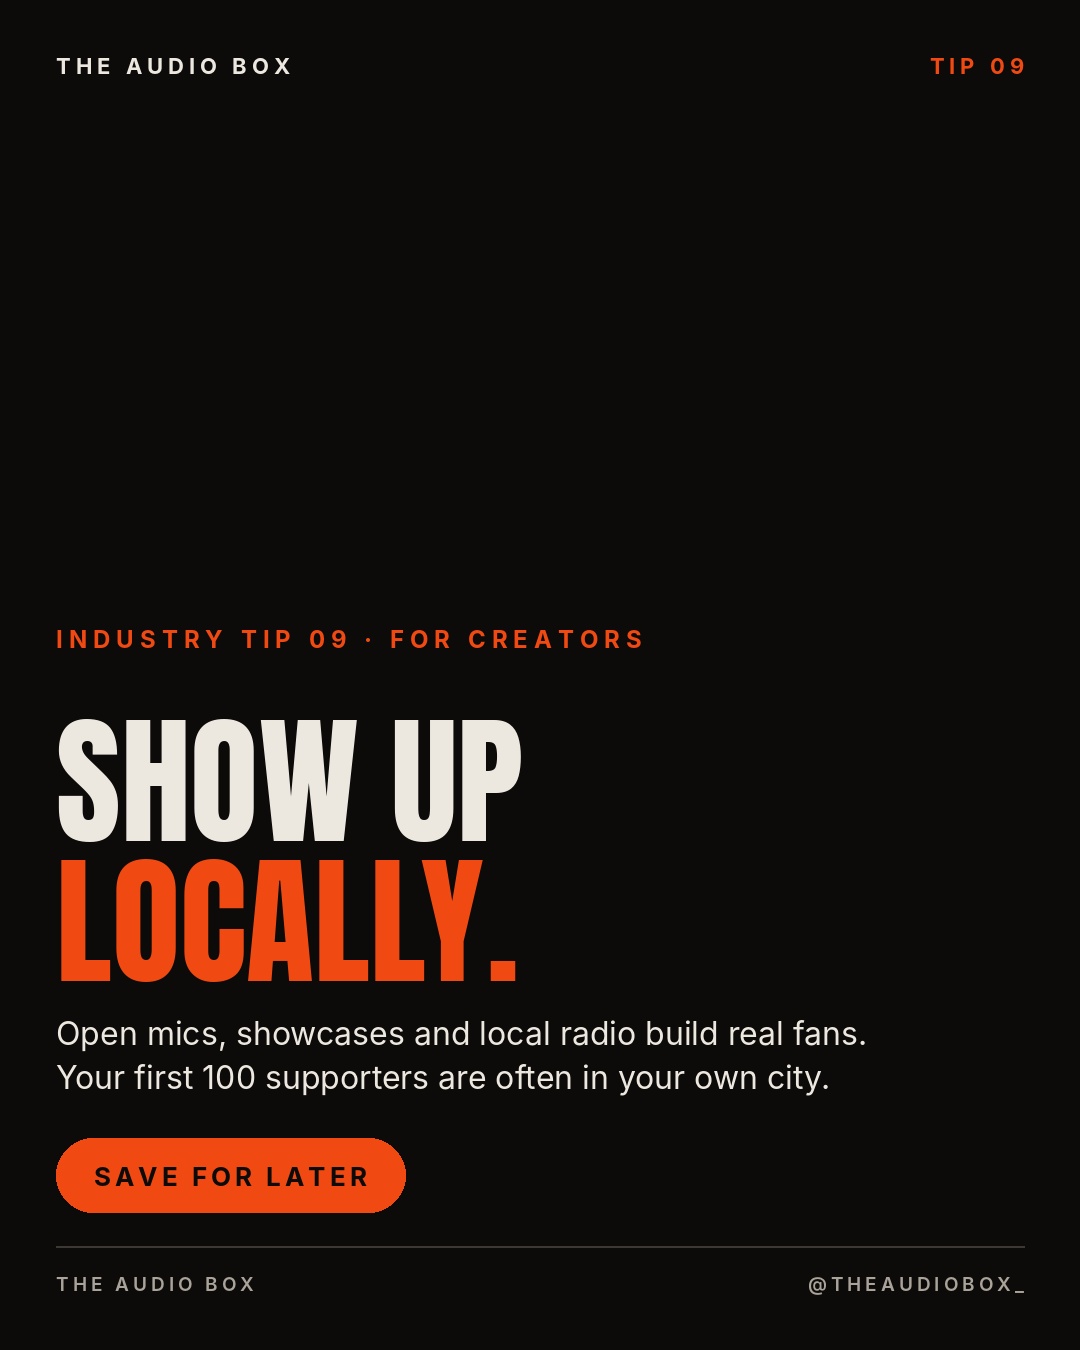 THE AUDIO BOX
TIP 09
INDUSTRY TIP 09 · FOR CREATORS
SHOW UP
LOCALLY.
Open mics, showcases and local radio build real fans.
Your first 100 supporters are often in your own city.
SAVE FOR LATER
THE AUDIO BOX
@THEAUDIOBOX_